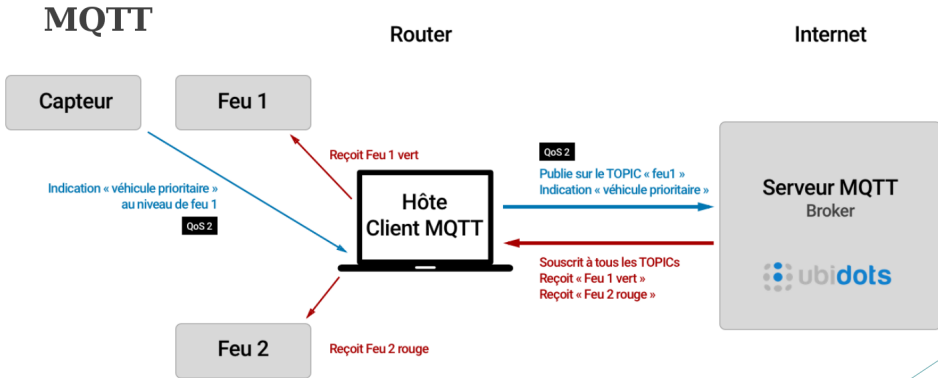 MQTT
Router
Internet
Capteur
Feu 1
Reçoit Feu 1 vert
QoS 2
Publie sur le TOPIC « feu1 »
Indication « véhicule prioritaire »
Indication « véhicule prioritaire »
au niveau de feu 1
QoS 2
Hôte
Client MQTT
Serveur MQTT
Broker
ubidots
Souscrit à tous les TOPICs
Reçoit « Feu 1 vert »
Reçoit « Feu 2 rouge »
Feu 2
Reçoit Feu 2 rouge